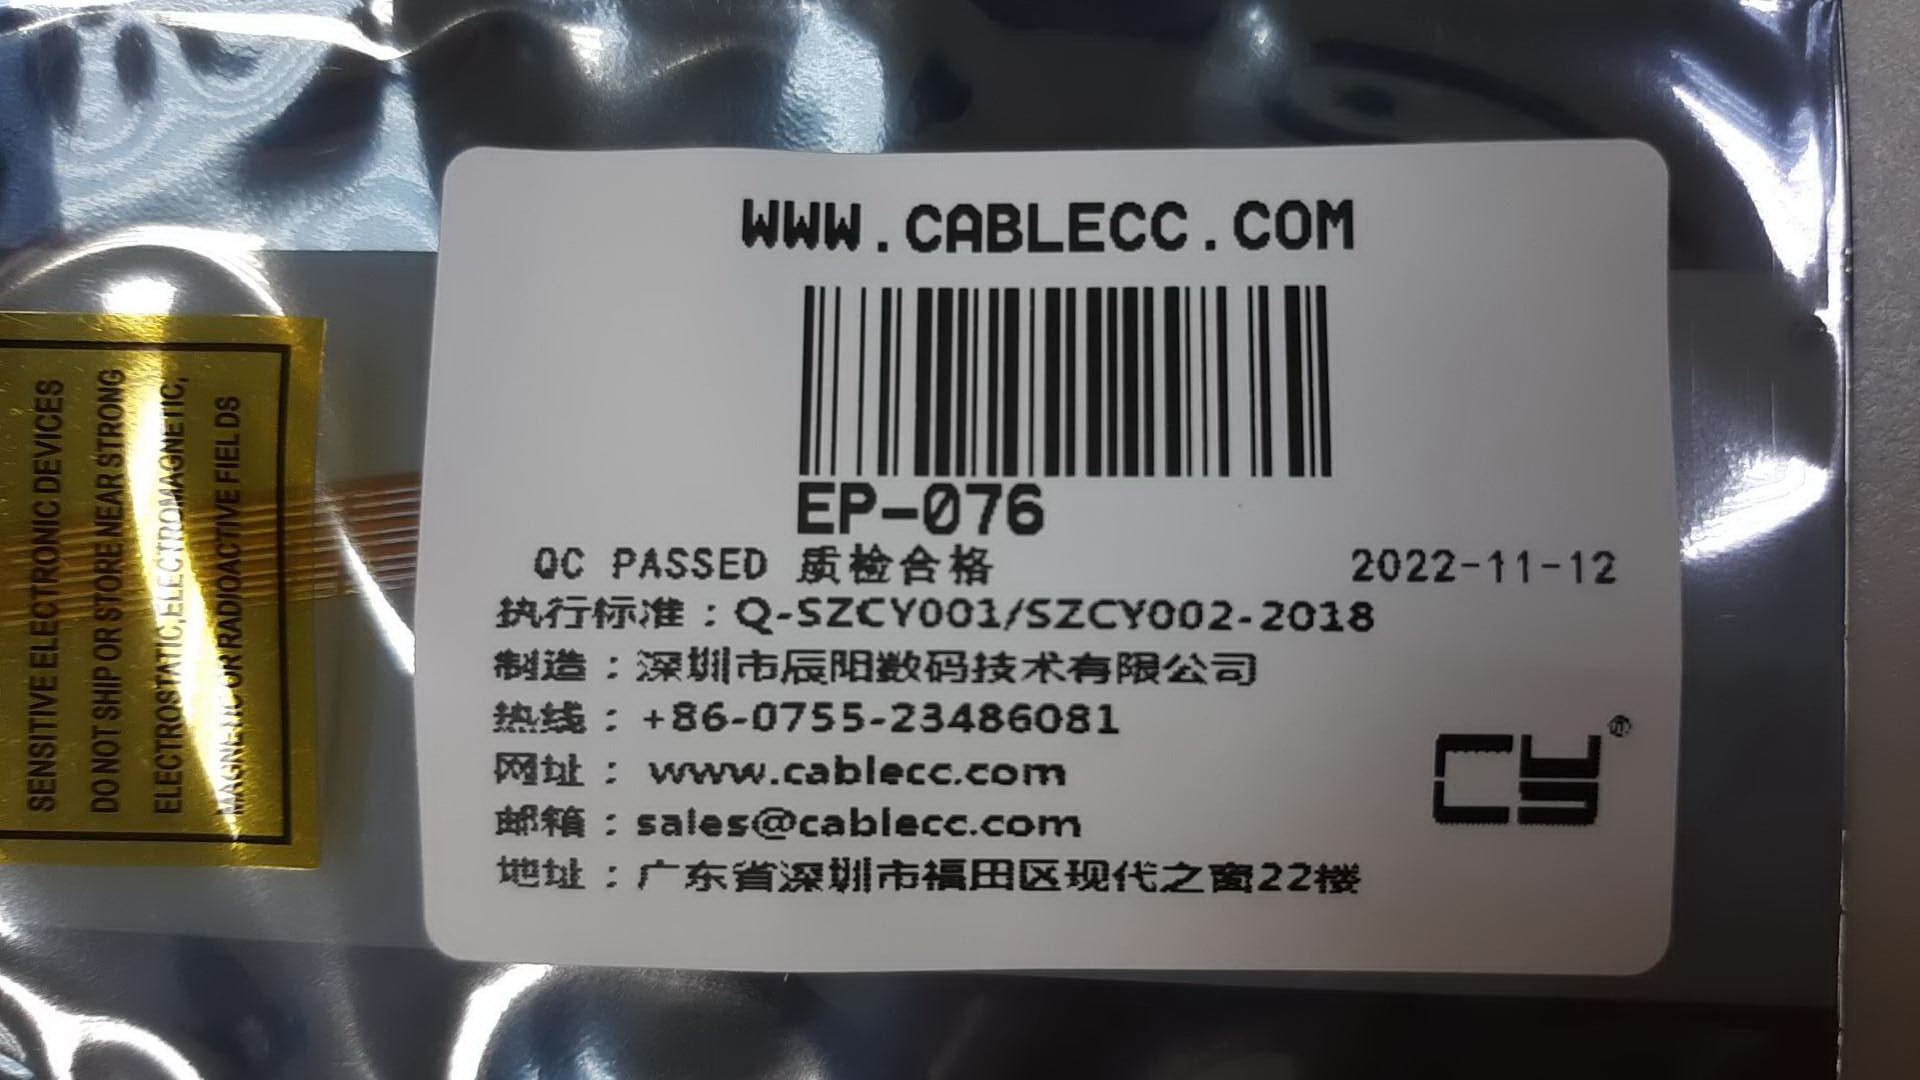 WWW.CABLECC.COM
EP-076
QC PASSED 质检合格 2022-11-12
执行标准：Q-SZCY001/SZCY002-2018
制造：深圳市辰阳数码技术有限公司
热线：+86-0755-23486081
网址：www.cablecc.com
邮箱：sales@cablecc.com
地址：广东省深圳市福田区现代之窗22楼
CY®
SENSITIVE ELECTRONIC DEVICES
DO NOT SHIP OR STORE NEAR STRONG
ELECTROSTATIC, ELECTROMAGNETIC,
MAGNETIC OR RADIOACTIVE FIELDS